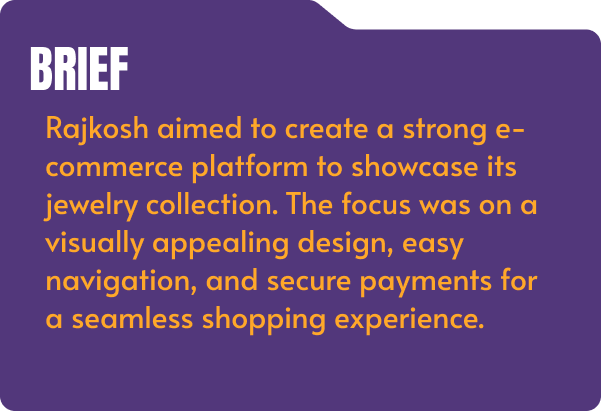 BRIEF
Rajkosh aimed to create a strong e-
commerce platform to showcase its
jewelry collection. The focus was on a
visually appealing design, easy
navigation, and secure payments for
a seamless shopping experience.